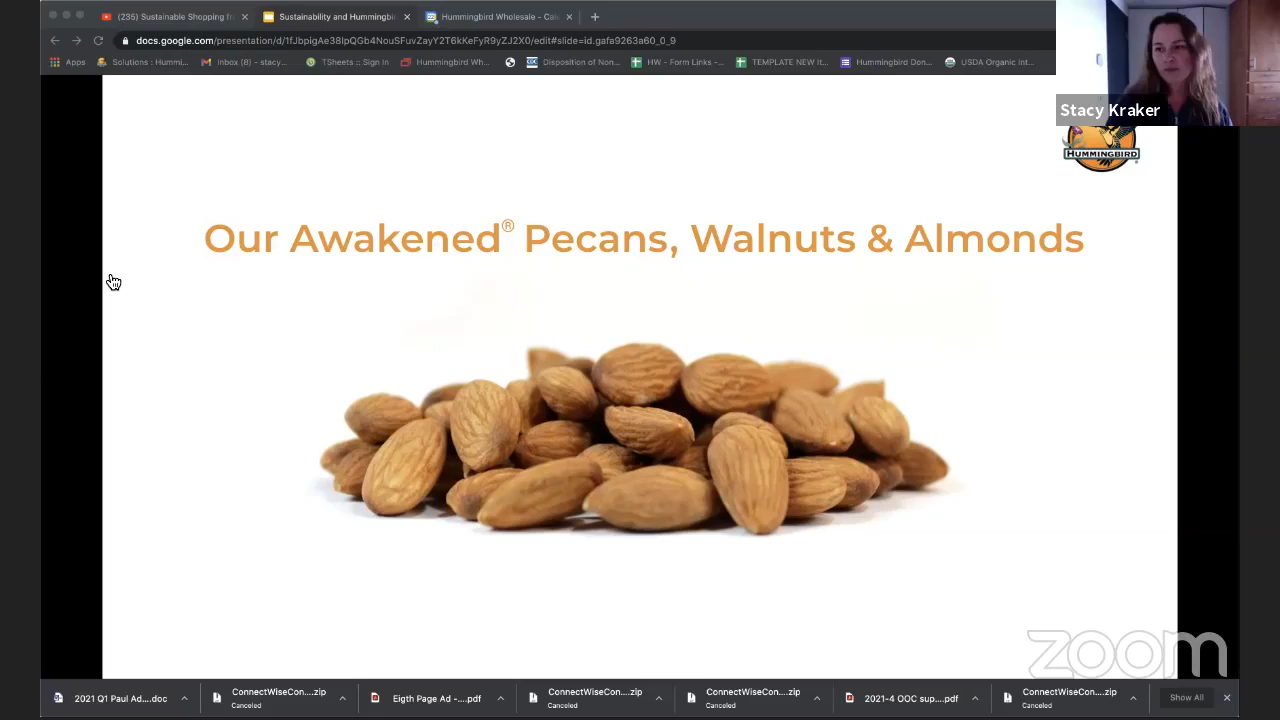 (235) Sustainable Shopping fr
Sustainability and Hummingbi
Hummingbird Wholesale - Cal
docs.google.com/presentation/d/1fJbpigAe38lpQGb4NouSFuvZayY2T6kKeFyR9yZJ2X0/edit#slide=id.gafa9263a60_0_9
Apps
Solutions : Hummi...
Inbox (8) - stacy...
TSheets :: Sign In
Hummingbird Wh...
Disposition of Non...
HW - Form Links -...
TEMPLATE NEW It...
Hummingbird Don...
USDA Organic Int...
Stacy Kraker
HUMMINGBIRD
Our Awakened® Pecans, Walnuts & Almonds
zoom
2021 Q1 Paul Ad....doc
ConnectWiseCon....zip
Canceled
Eigth Page Ad -....pdf
ConnectWiseCon....zip
Canceled
ConnectWiseCon....zip
Canceled
2021-4 OOC sup....pdf
ConnectWiseCon....zip
Canceled
Show All